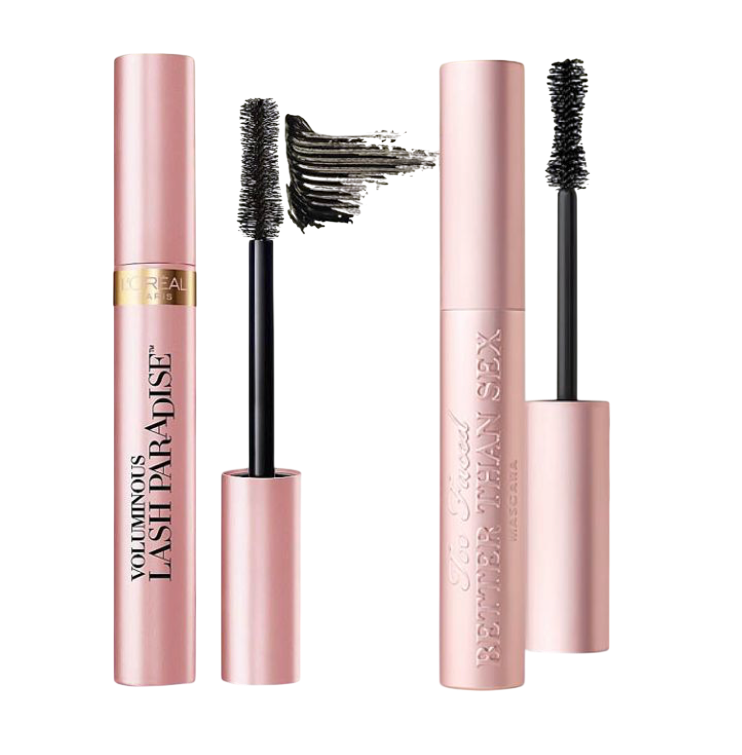 L'ORÉAL
PARIS
VOLUMINOUS
LASH PARADISE™
Too Faced
BETTER THAN SEX
MASCARA